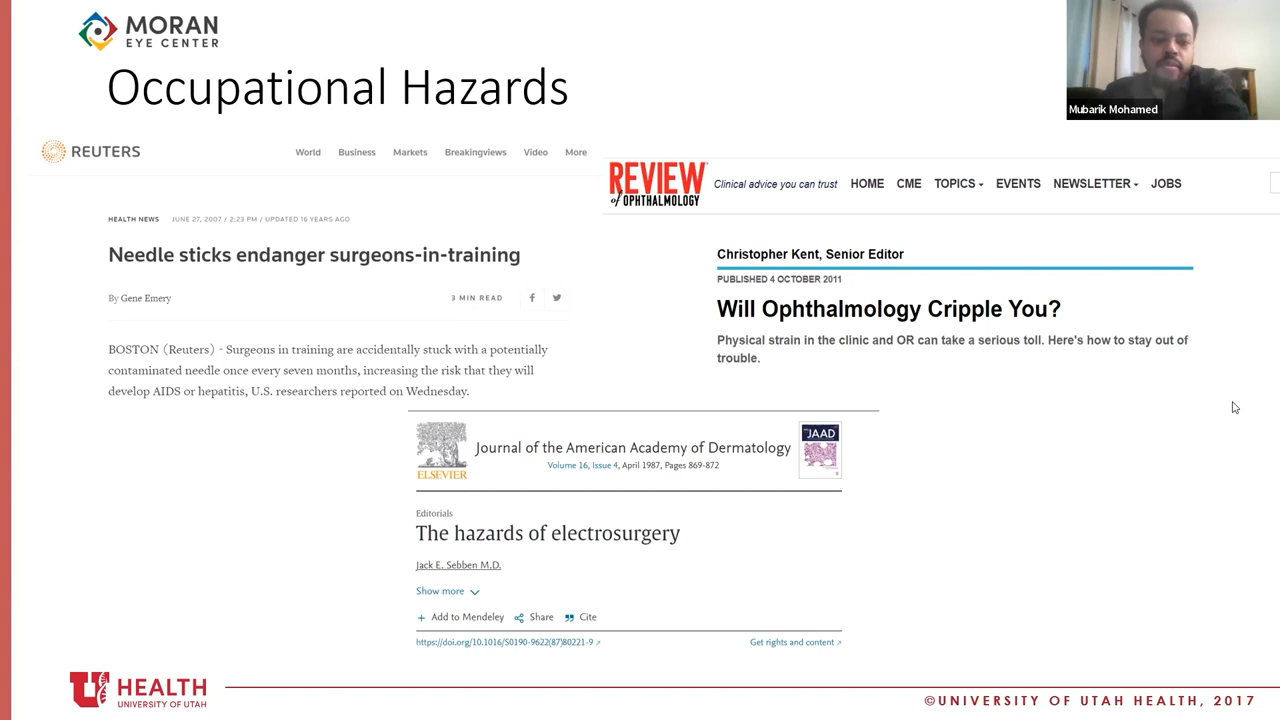 MORAN
EYE CENTER
Occupational Hazards
Mubarik Mohamed
REUTERS
World Business Markets Breakingviews Video More
HEALTH NEWS JUNE 27, 2007 / 2:23 PM / UPDATED 16 YEARS AGO
Needle sticks endanger surgeons-in-training
By Gene Emery
3 MIN READ
BOSTON (Reuters) - Surgeons in training are accidentally stuck with a potentially
contaminated needle once every seven months, increasing the risk that they will
develop AIDS or hepatitis, U.S. researchers reported on Wednesday.
REVIEW
of OPHTHALMOLOGY
Clinical advice you can trust HOME CME TOPICS EVENTS NEWSLETTER JOBS
Christopher Kent, Senior Editor
PUBLISHED 4 OCTOBER 2011
Will Ophthalmology Cripple You?
Physical strain in the clinic and OR can take a serious toll. Here's how to stay out of
trouble.
ELSEVIER
Journal of the American Academy of Dermatology
Volume 16, Issue 4, April 1987, Pages 869-872
JAAD
Editorials
The hazards of electrosurgery
Jack E. Sebben M.D.
Show more
+ Add to Mendeley Share Cite
https://doi.org/10.1016/S0190-9622(87)80221-9
Get rights and content
U HEALTH
UNIVERSITY OF UTAH
©UNIVERSITY OF UTAH HEALTH, 2017